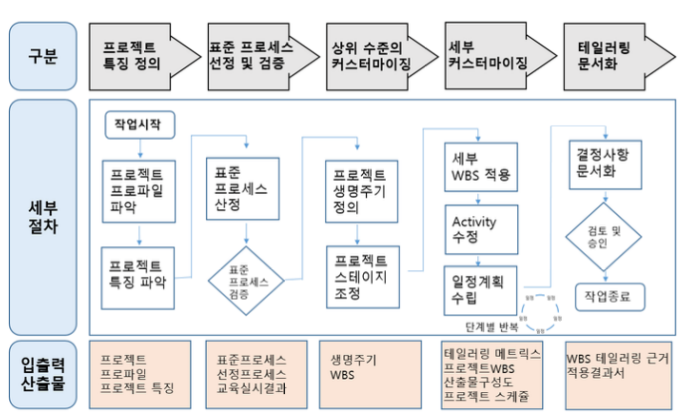 구분
프로젝트
특징 정의
표준 프로세스
선정 및 검증
상위 수준의
커스터마이징
세부
커스터마이징
테일러링
문서화
세부
절차
작업시작
프로젝트
프로파일
파악
프로젝트
특징 파악
표준
프로세스
산정
표준
프로세스
검증
프로젝트
생명주기
정의
프로젝트
스테이지
조정
세부
WBS 적용
Activity
수정
일정계획
수립
단계별 반복
결정사항
문서화
검토 및
승인
작업종료
입출력
산출물
프로젝트
프로파일
프로젝트 특징
표준프로세스
선정프로세스
교육실시결과
생명주기
WBS
테일러링 메트릭스
프로젝트WBS
산출물구성도
프로젝트 스케쥴
WBS 테일러링 근거
적용결과서